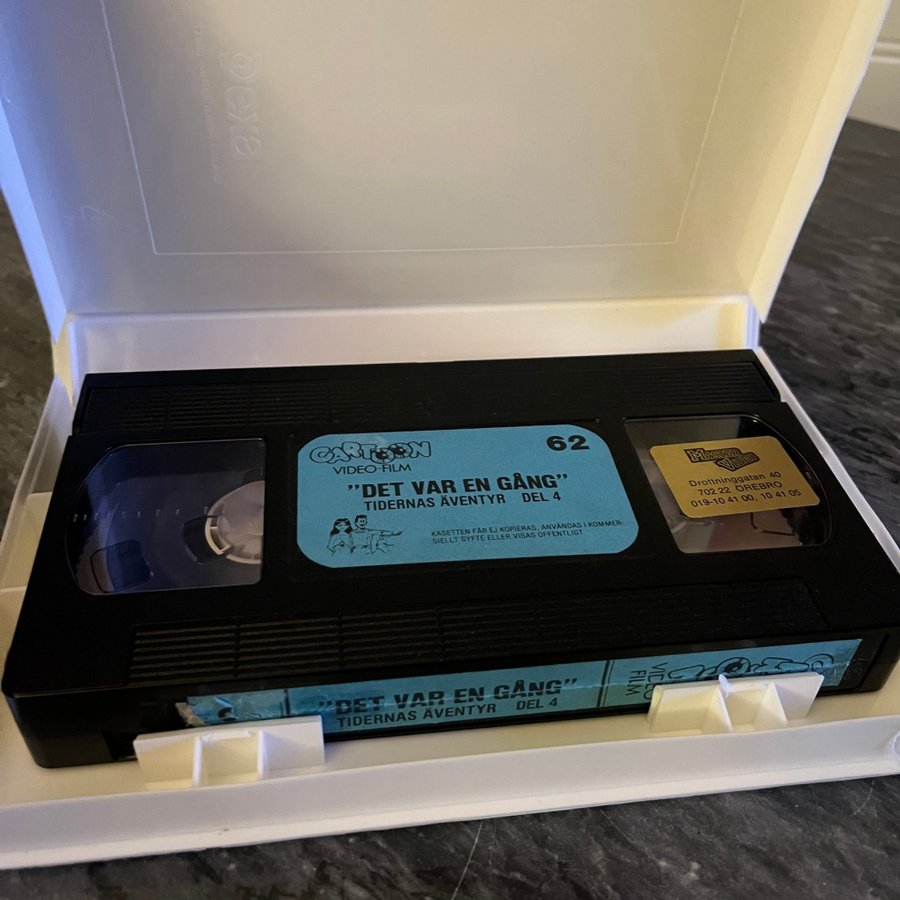 CARTOON
VIDEO-FILM
62
"DET VAR EN GÅNG"
TIDERNAS ÄVENTYR DEL 4
KASETTEN FÅR EJ KOPIERAS, ANVÄNDAS I KOMMER-
SIELLT SYFTE ELLER VISAS OFFENTLIGT
Drottninggatan 40
702 22 ÖREBRO
019-10 41 00, 10 41 05
"DET VAR EN GÅNG"
TIDERNAS ÄVENTYR DEL 4
FILM